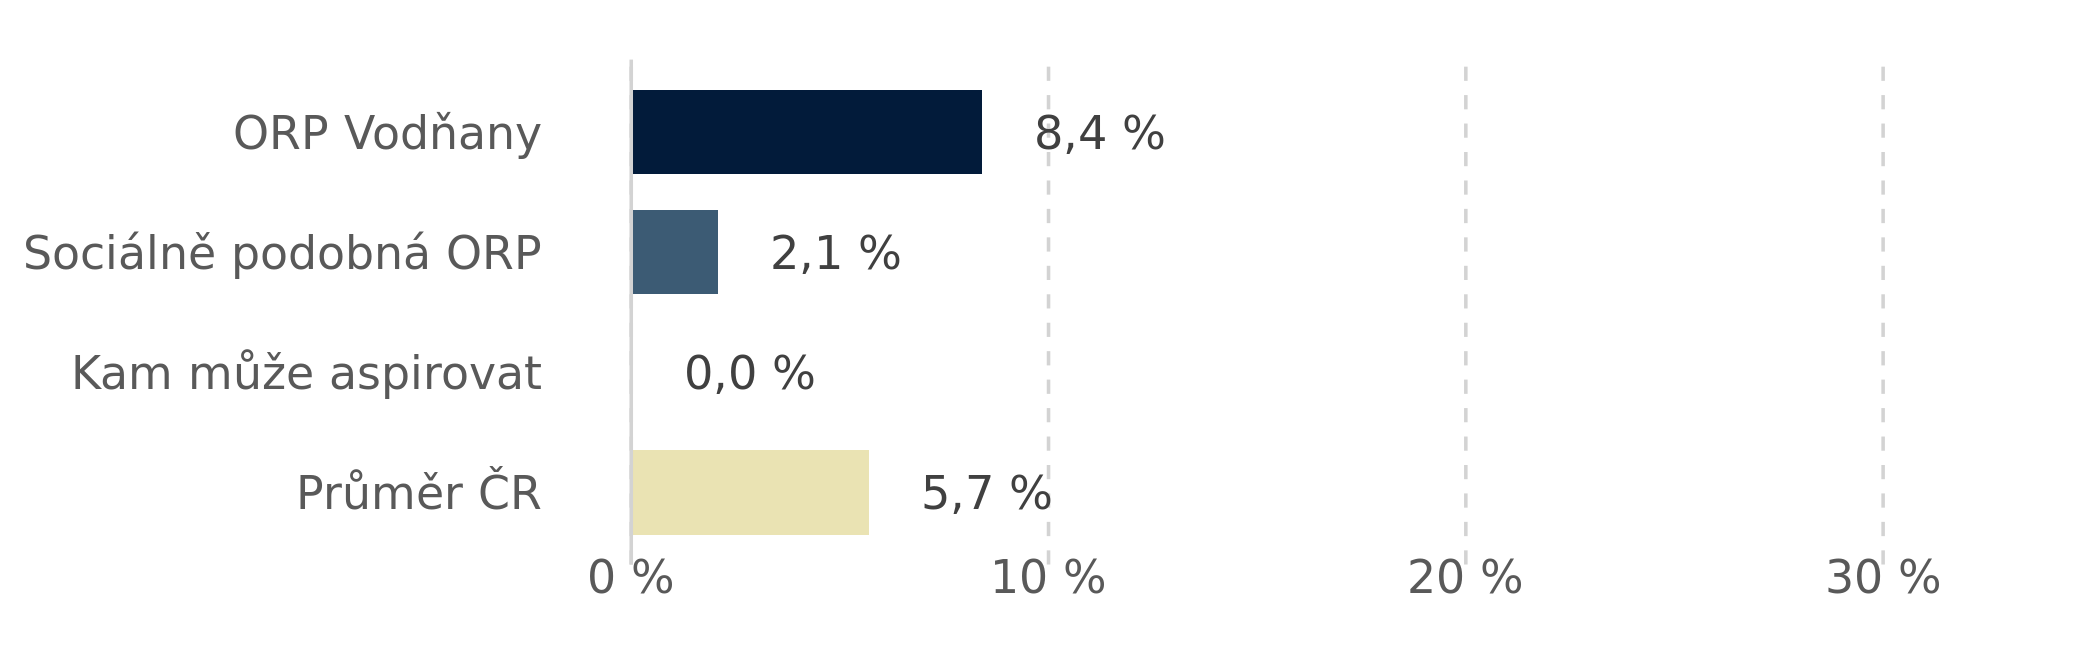 ORP Vodňany 8,4 %
Sociálně podobná ORP 2,1 %
Kam může aspirovat 0,0 %
Průměr ČR 5,7 %
0 % 10 % 20 % 30 %